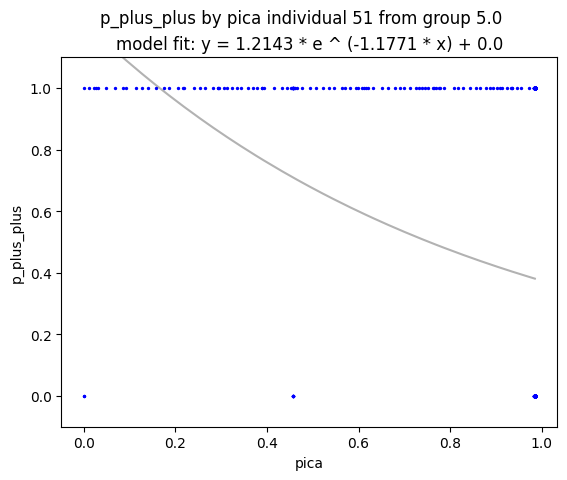 p_plus_plus by pica individual 51 from group 5.0
model fit: y = 1.2143 * e ^ (-1.1771 * x) + 0.0
1.0
0.8
0.6
0.4
0.2
0.0
p_plus_plus
0.0 0.2 0.4 0.6 0.8 1.0
pica